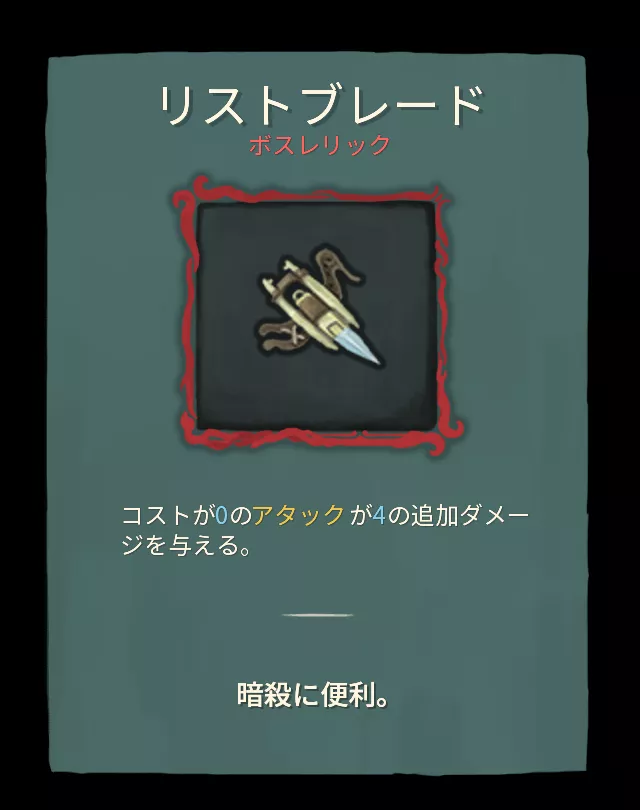 リストブレード
ボスレリック
コストが0のアタック が4の追加ダメー
ジを与える。
暗殺に便利。